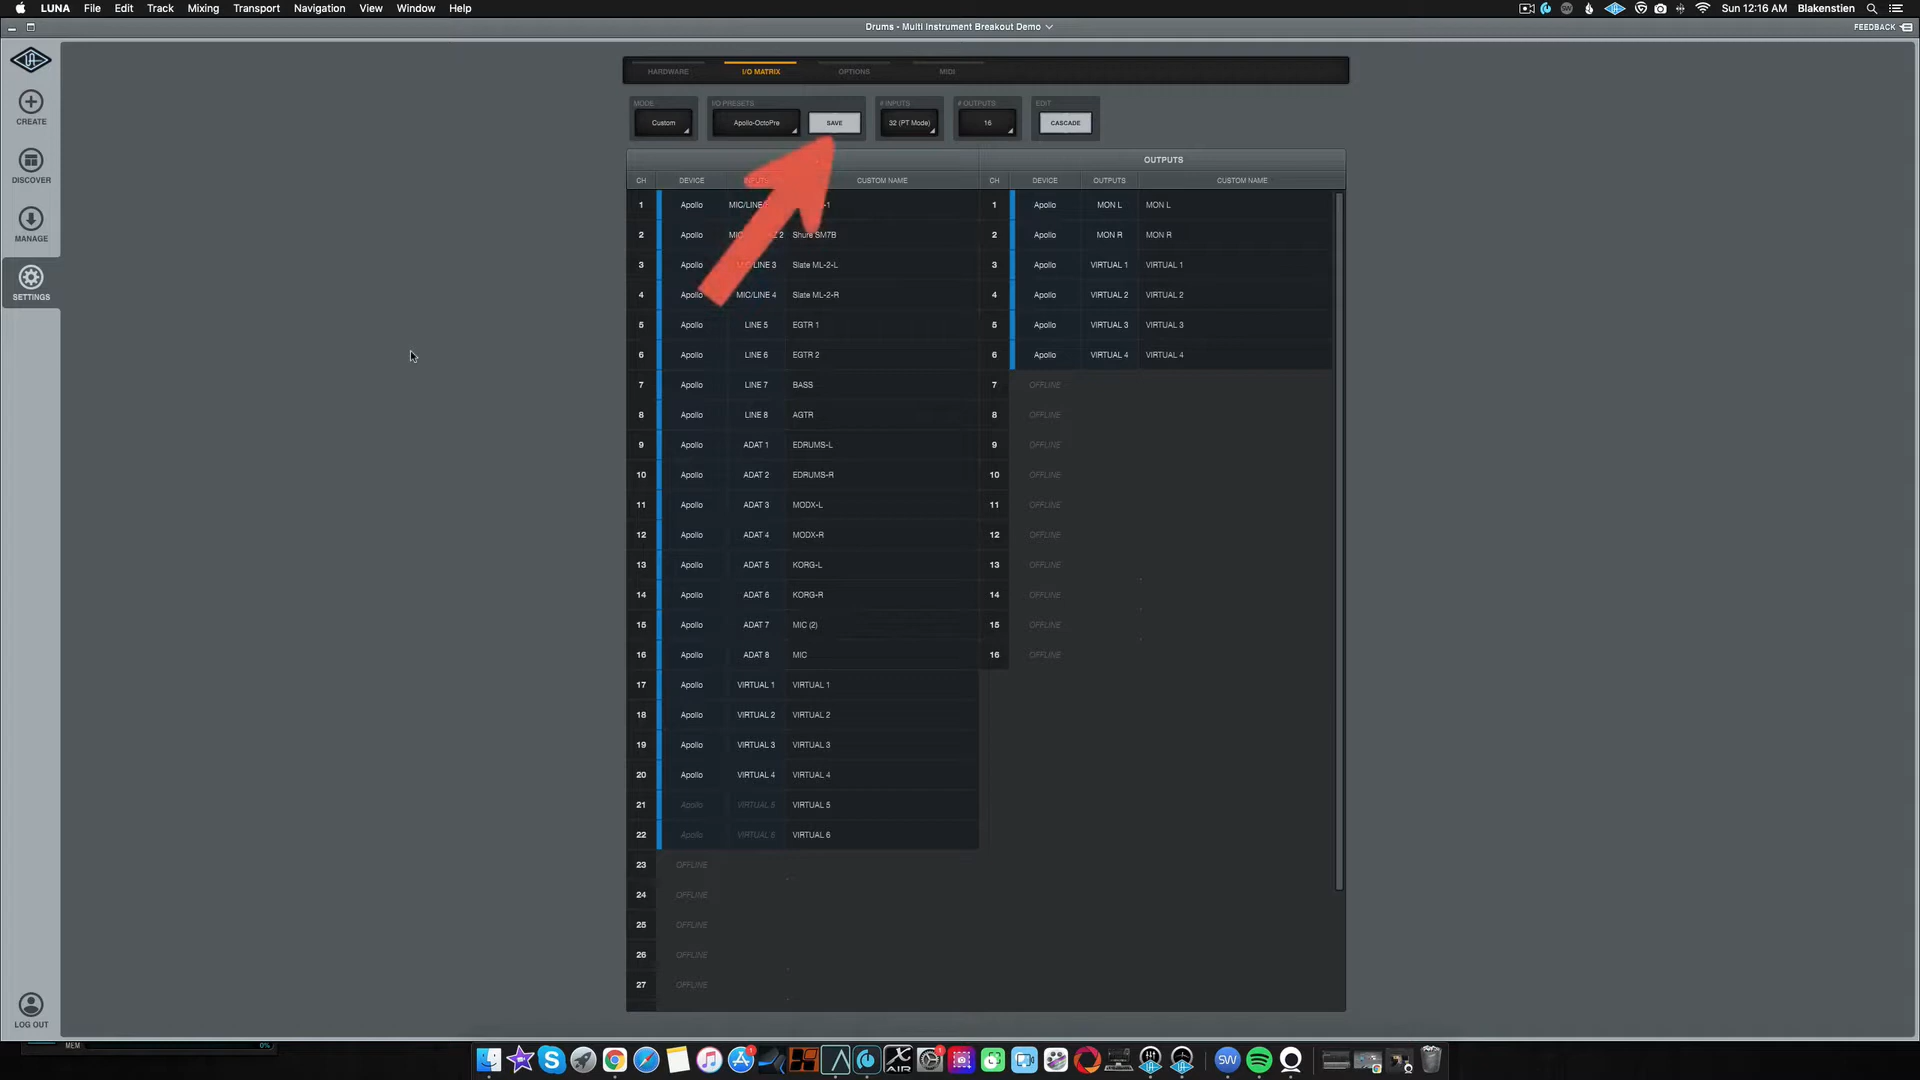 LUNA File Edit Track Mixing Transport Navigation View Window Help
Sun 12:16 AM Blakenstien
Drums - Multi Instrument Breakout Demo
FEEDBACK
CREATE
DISCOVER
MANAGE
SETTINGS
LOG OUT
HARDWARE I/O MATRIX OPTIONS MIDI
MODE I/O PRESETS # INPUTS # OUTPUTS EDIT
Custom Apollo-OctoPre SAVE 32 (PT Mode) 16 CASCADE
OUTPUTS
CH DEVICE CUSTOM NAME CH DEVICE OUTPUTS CUSTOM NAME
1 Apollo MIC/LINE/ -1 1 Apollo MON L MON L
2 Apollo 2 Shure SM7B 2 Apollo MON R MON R
3 Apollo MIC/LINE 3 Slate ML-2-L 3 Apollo VIRTUAL 1 VIRTUAL 1
4 Apollo MIC/LINE 4 Slate ML-2-R 4 Apollo VIRTUAL 2 VIRTUAL 2
5 Apollo LINE 5 EGTR 1 5 Apollo VIRTUAL 3 VIRTUAL 3
6 Apollo LINE 6 EGTR 2 6 Apollo VIRTUAL 4 VIRTUAL 4
7 Apollo LINE 7 BASS 7 OFFLINE
8 Apollo LINE 8 AGTR 8 OFFLINE
9 Apollo ADAT 1 EDRUMS-L 9 OFFLINE
10 Apollo ADAT 2 EDRUMS-R 10 OFFLINE
11 Apollo ADAT 3 MODX-L 11 OFFLINE
12 Apollo ADAT 4 MODX-R 12 OFFLINE
13 Apollo ADAT 5 KORG-L 13 OFFLINE
14 Apollo ADAT 6 KORG-R 14 OFFLINE
15 Apollo ADAT 7 MIC (2) 15 OFFLINE
16 Apollo ADAT 8 MIC 16 OFFLINE
17 Apollo VIRTUAL 1 VIRTUAL 1
18 Apollo VIRTUAL 2 VIRTUAL 2
19 Apollo VIRTUAL 3 VIRTUAL 3
20 Apollo VIRTUAL 4 VIRTUAL 4
21 Apollo VIRTUAL 5 VIRTUAL 5
22 Apollo VIRTUAL 6 VIRTUAL 6
23 OFFLINE
24 OFFLINE
25 OFFLINE
26 OFFLINE
27 OFFLINE
MEM 0%
X AIR
SW